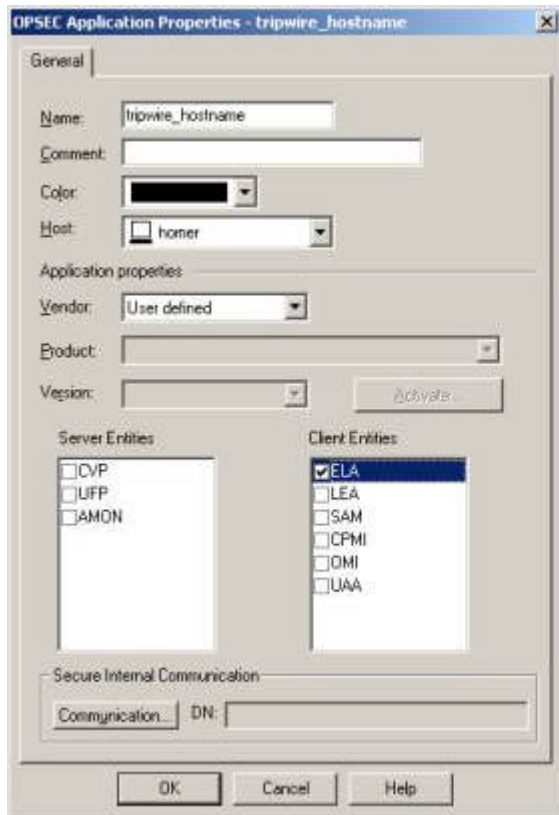 OPSEC Application Properties - tripwire_hostname
General
Name: tripwire_hostname
Comment:
Color:
Host: homer
Application properties
Vendor: User defined
Product:
Version: Activate...
Server Entities Client Entities
CVP ELA
UFP LEA
AMON SAM
CPMI
OMI
UAA
Secure Internal Communication
Communication... DN:
OK Cancel Help